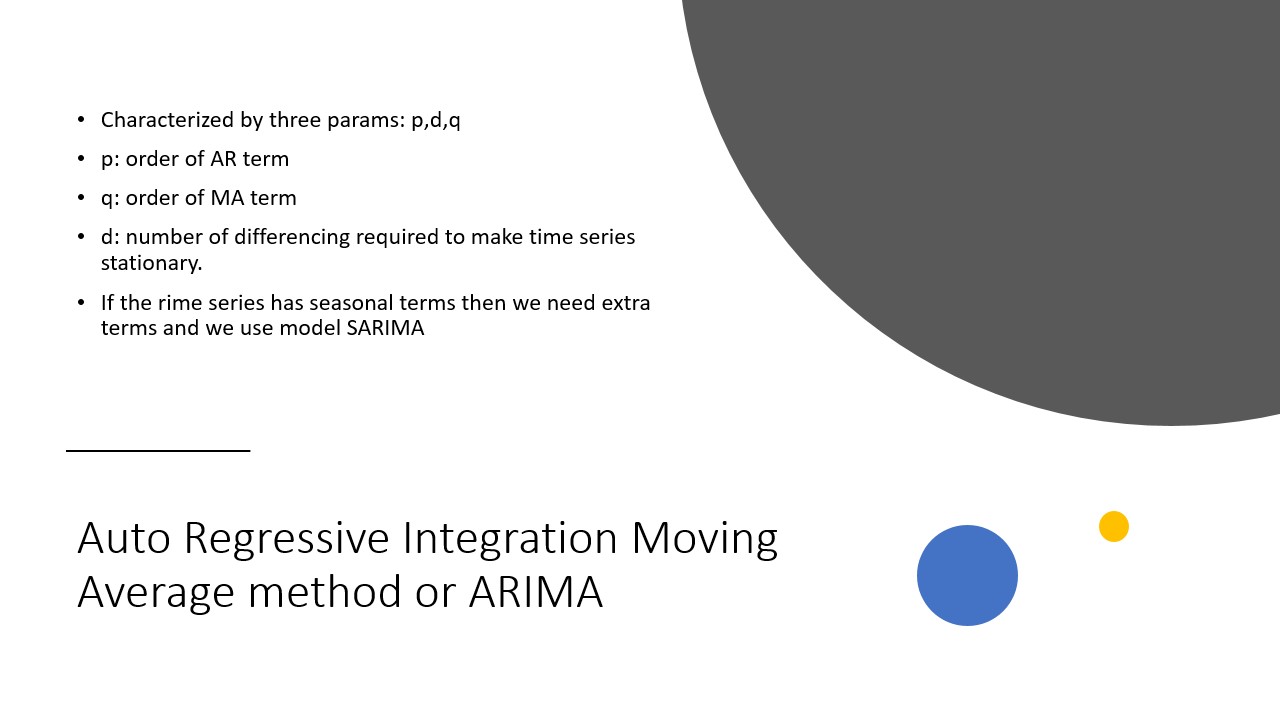 • Characterized by three params: p,d,q
• p: order of AR term
• q: order of MA term
• d: number of differencing required to make time series
stationary.
• If the rime series has seasonal terms then we need extra
terms and we use model SARIMA
Auto Regressive Integration Moving
Average method or ARIMA